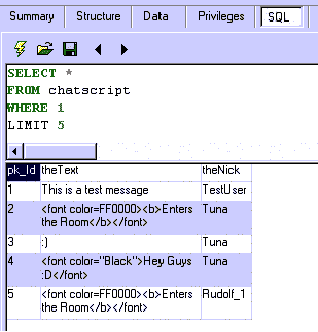 Summary Structure Data Privileges SQL
SELECT *
FROM chatscript
WHERE 1
LIMIT 5
pk_Id theText theNick
1 This is a test message TestUser
2 <font color=FF0000><b>Enters Tuna
the Room</b></font>
3 :) Tuna
4 <font color="Black">Hey Guys Tuna
:D</font>
5 <font color=FF0000><b>Enters Rudolf_1
the Room</b></font>